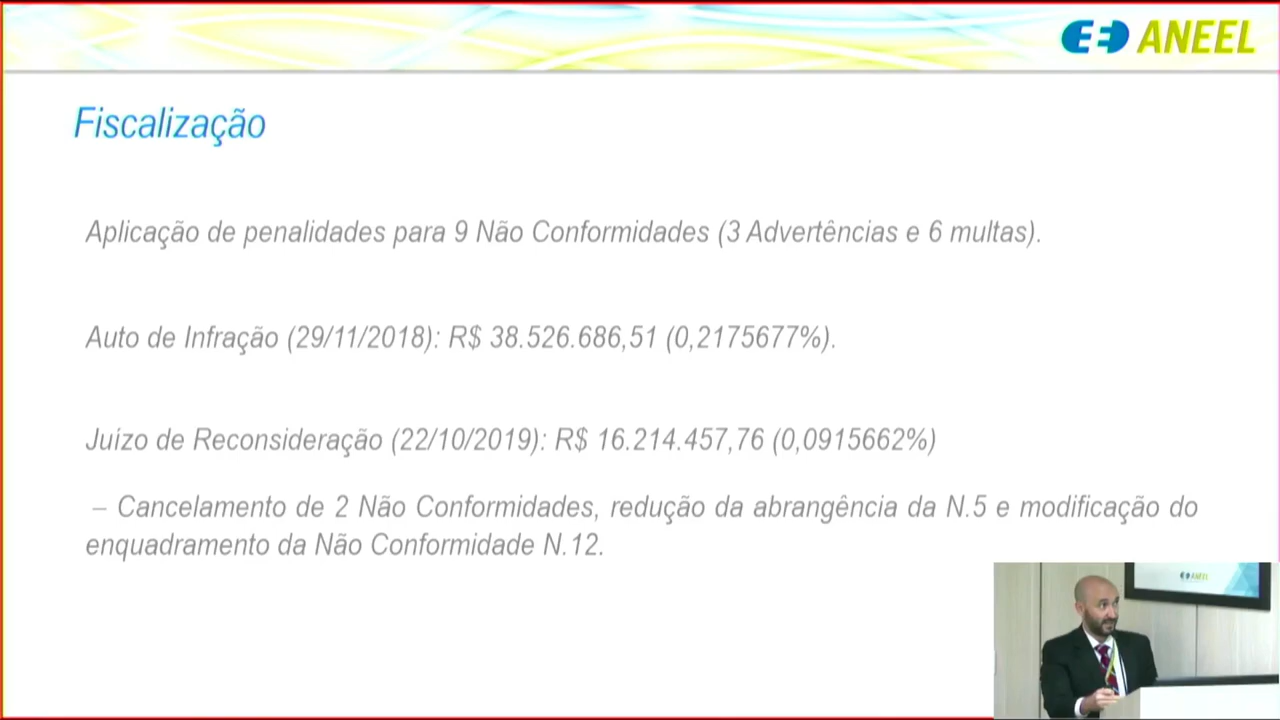 ANEEL
Fiscalização
Aplicação de penalidades para 9 Não Conformidades (3 Advertências e 6 multas).
Auto de Infração (29/11/2018): R$ 38.526.686,51 (0,2175677%).
Juízo de Reconsideração (22/10/2019): R$ 16.214.457,76 (0,0915662%)
– Cancelamento de 2 Não Conformidades, redução da abrangência da N.5 e modificação do
enquadramento da Não Conformidade N.12.
ANEEL